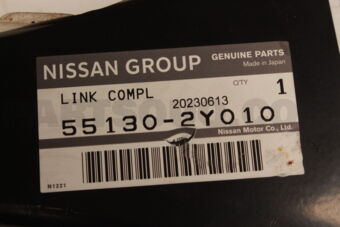 NISSAN GROUP
GENUINE PARTS
Made in Japan
LINK COMPL
20230613
Q'TY
1
55130-2Y010
Nissan Motor Co., Ltd.
N1221